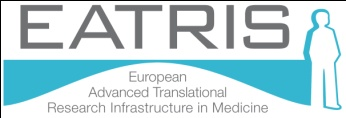 EATRIS
European
Advanced Translational
Research Infrastructure in Medicine